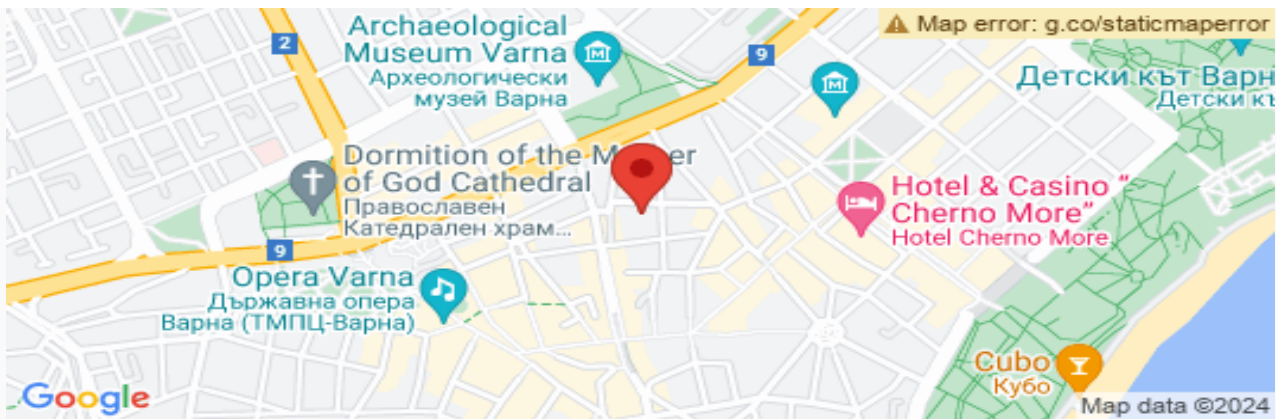 Archaeological
Museum Varna
Археологически
музей Варна
2
9
Map error: g.co/staticmaperror
Детски кът Варн
Детски къ
Dormition of the M er
of God Cathedral
Православен
Катедрален храм...
Hotel & Casino “
Cherno More”
Hotel Cherno More
9
Opera Varna
Държавна опера
Варна (ТМПЦ-Варна)
Cubo
Кубо
Google
Map data ©2024